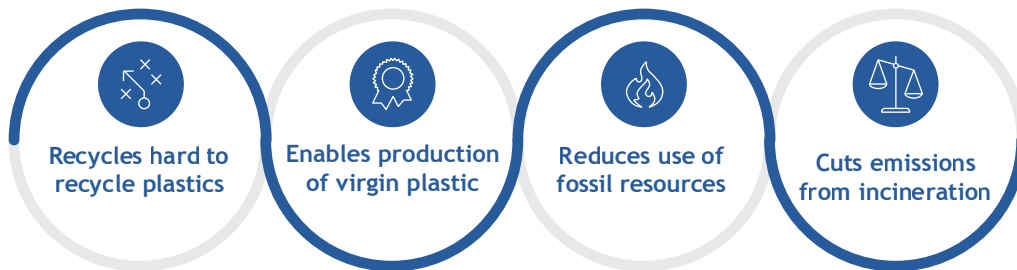 Recycles hard to
recycle plastics
Enables production
of virgin plastic
Reduces use of
fossil resources
Cuts emissions
from incineration